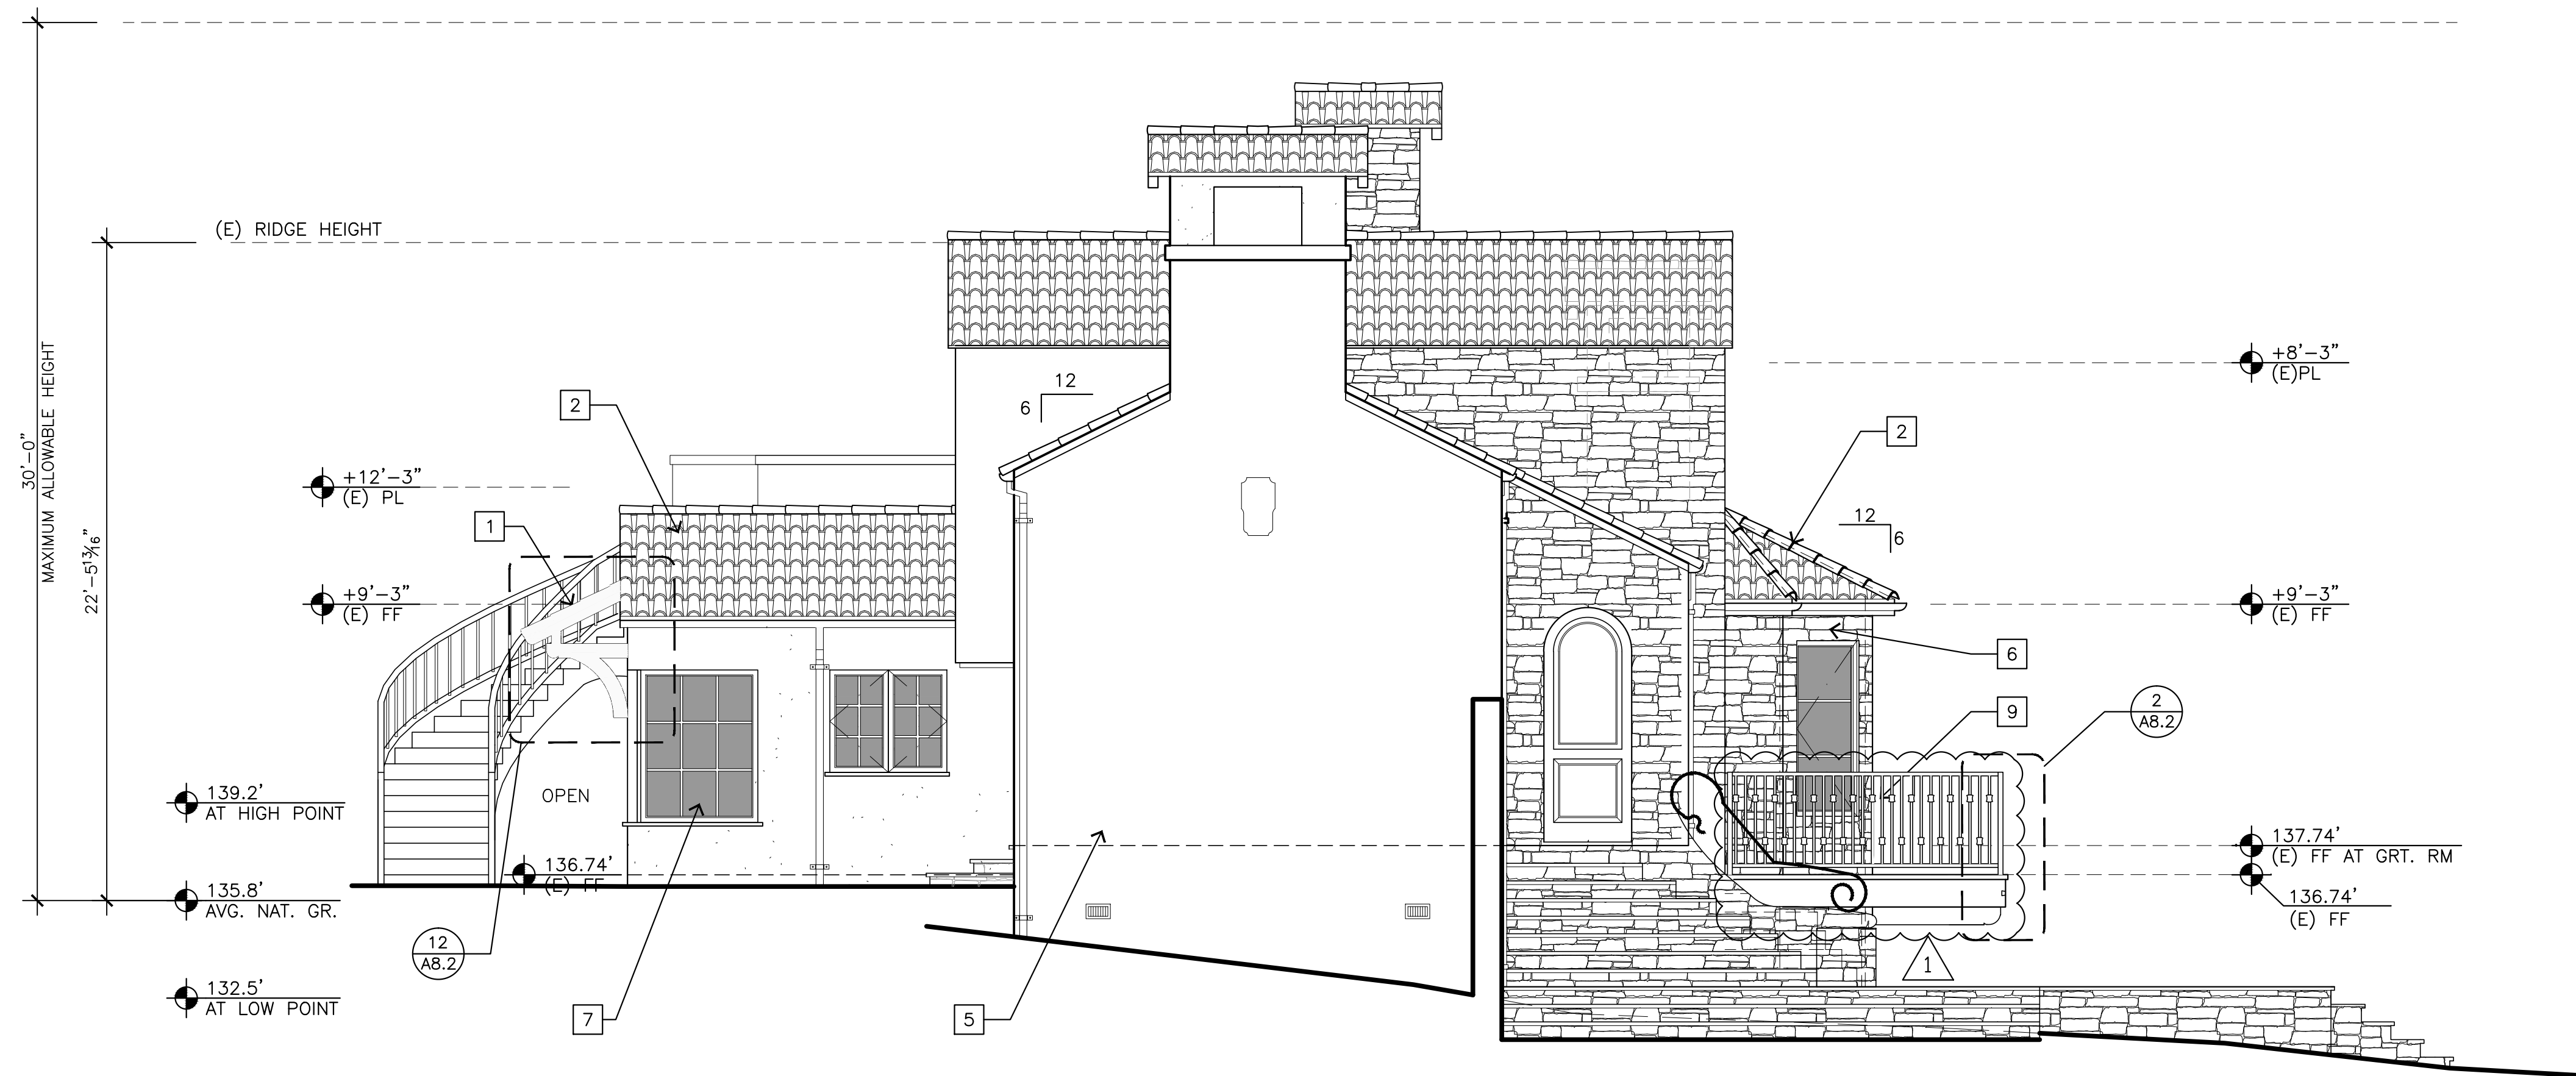 30'-0"
MAXIMUM ALLOWABLE HEIGHT
22'-5 13/16"
(E) RIDGE HEIGHT
+12'-3"
(E) PL
+9'-3"
(E) FF
139.2'
AT HIGH POINT
135.8'
AVG. NAT. GR.
132.5'
AT LOW POINT
2
1
12
6
OPEN
136.74'
(E) FF
12
A8.2
7
5
+8'-3"
(E)PL
2
12
6
+9'-3"
(E) FF
6
9
2
A8.2
137.74'
(E) FF AT GRT. RM
136.74'
(E) FF
1